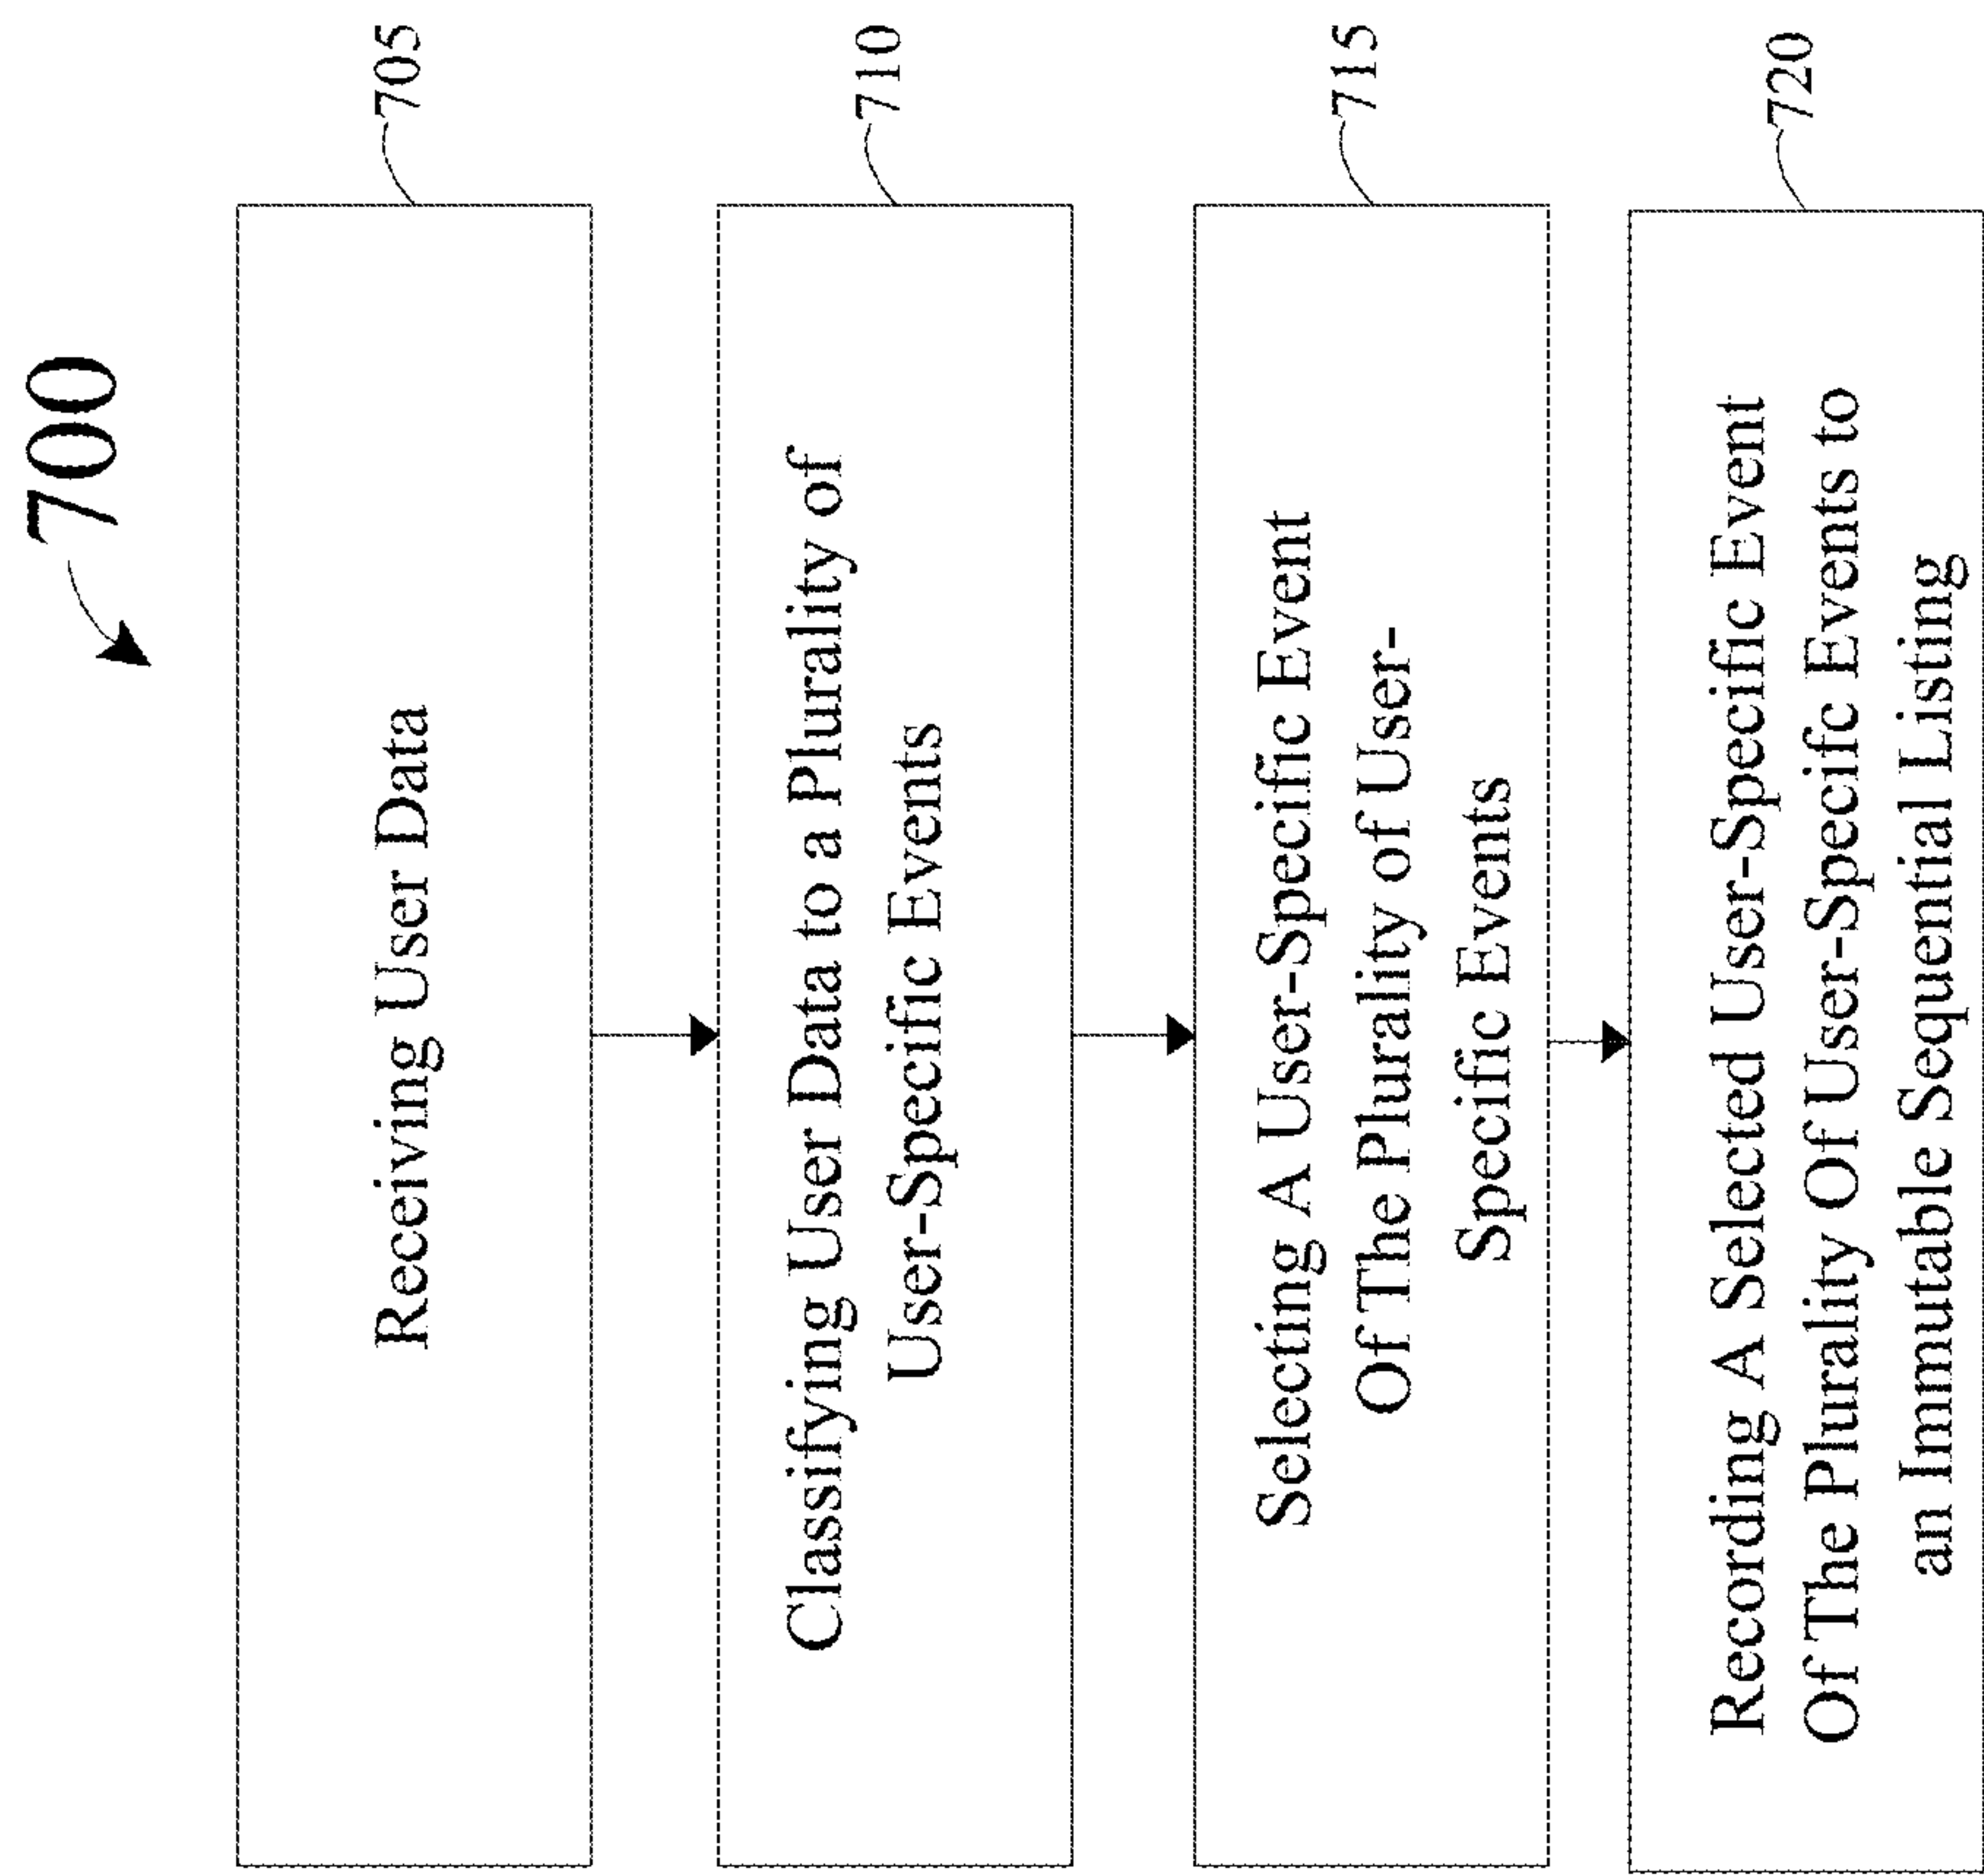 700
Receiving User Data
705
Classifying User Data to a Plurality of
User-Specific Events
710
Selecting A User-Specific Event
Of The Plurality of User-
Specific Events
715
Recording A Selected User-Specific Event
Of The Plurality Of User-Specifc Events to
an Immutable Sequential Listing
720